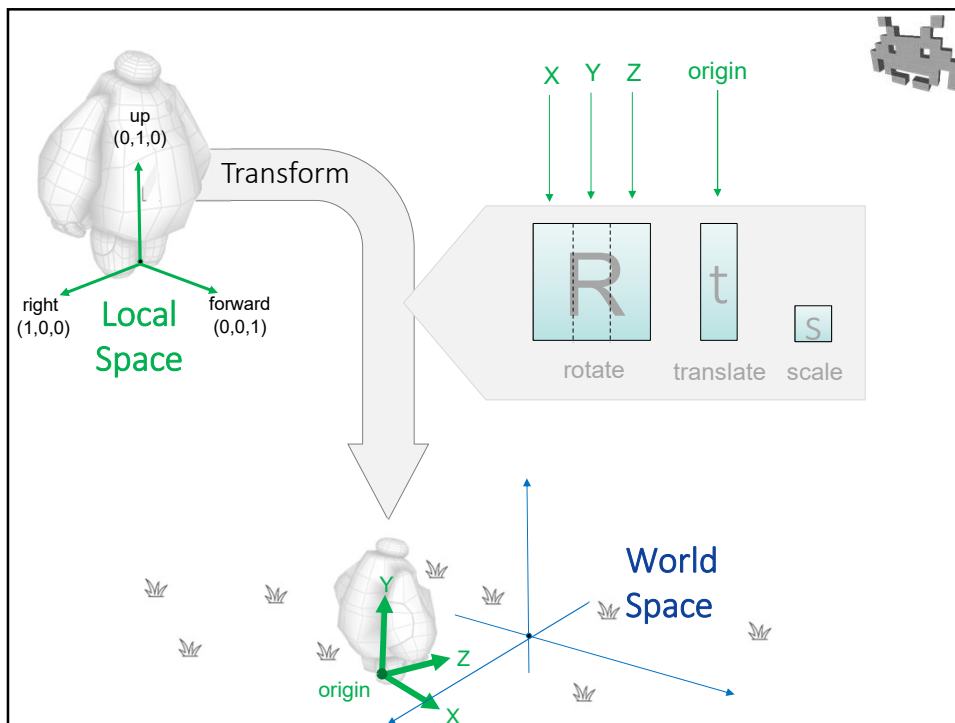 up
(0,1,0)
right
(1,0,0)
forward
(0,0,1)
Local
Space
Transform
X Y Z origin
R t s
rotate translate scale
World
Space
Y
Z
X
origin